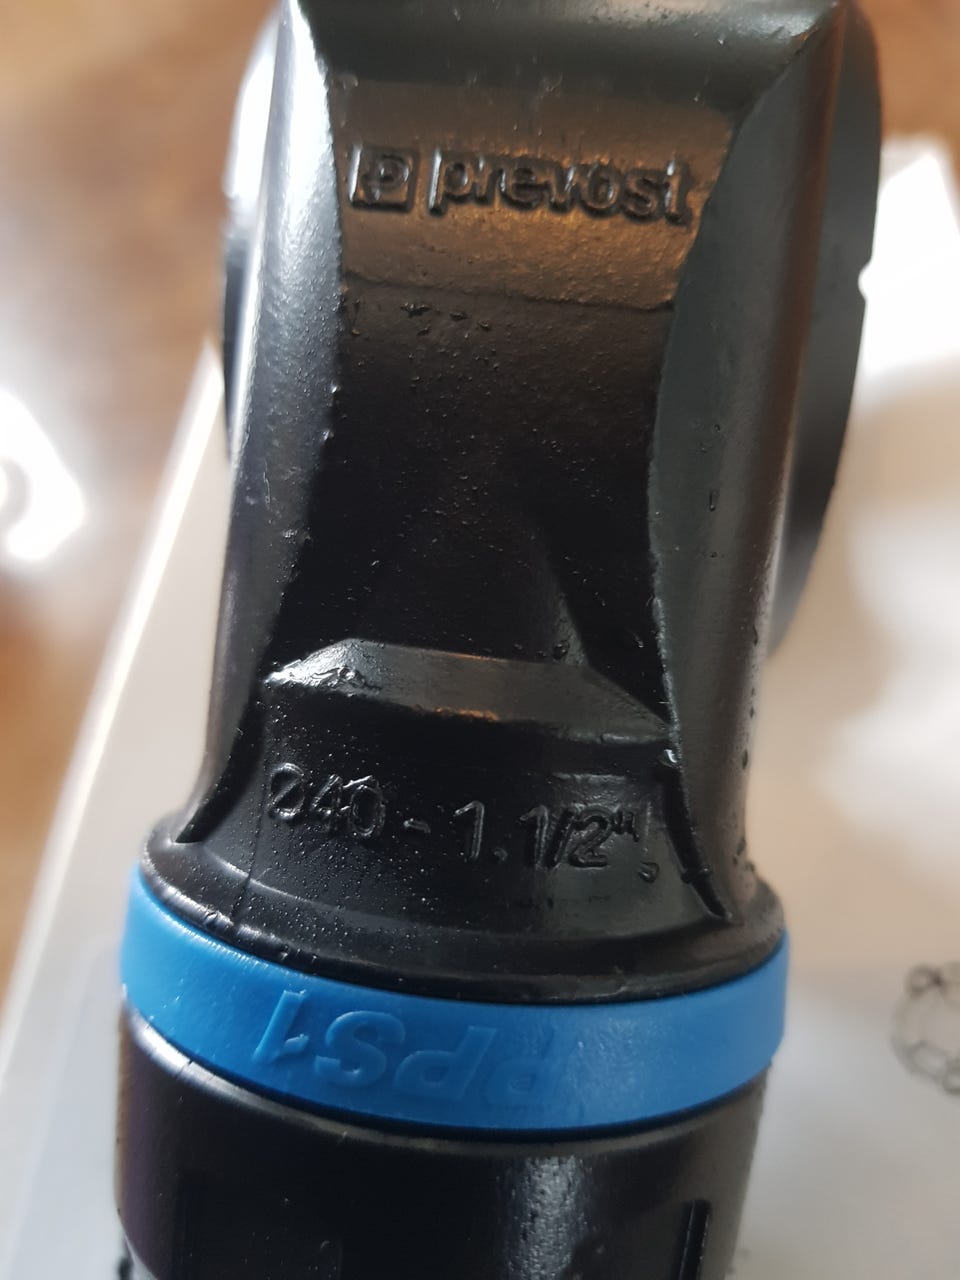 prevost
Ø40 - 1.1/2"
PPS1